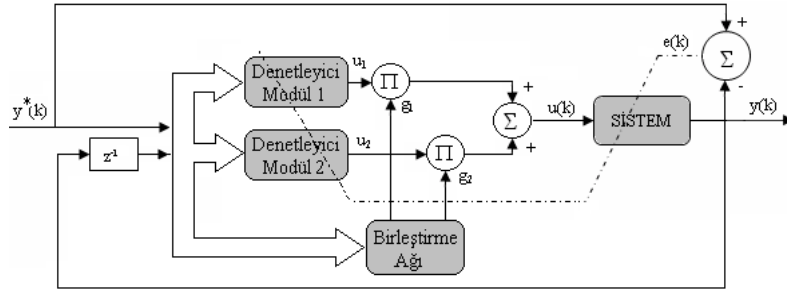 +
e(k)
Σ
-
Denetleyici
Modül 1
u₁
Π
g₁
+
y*(k)
Σ
u(k)
SİSTEM
y(k)
+
z⁻¹
Denetleyici
Modül 2
u₂
Π
g₂
Birleştirme
Ağı